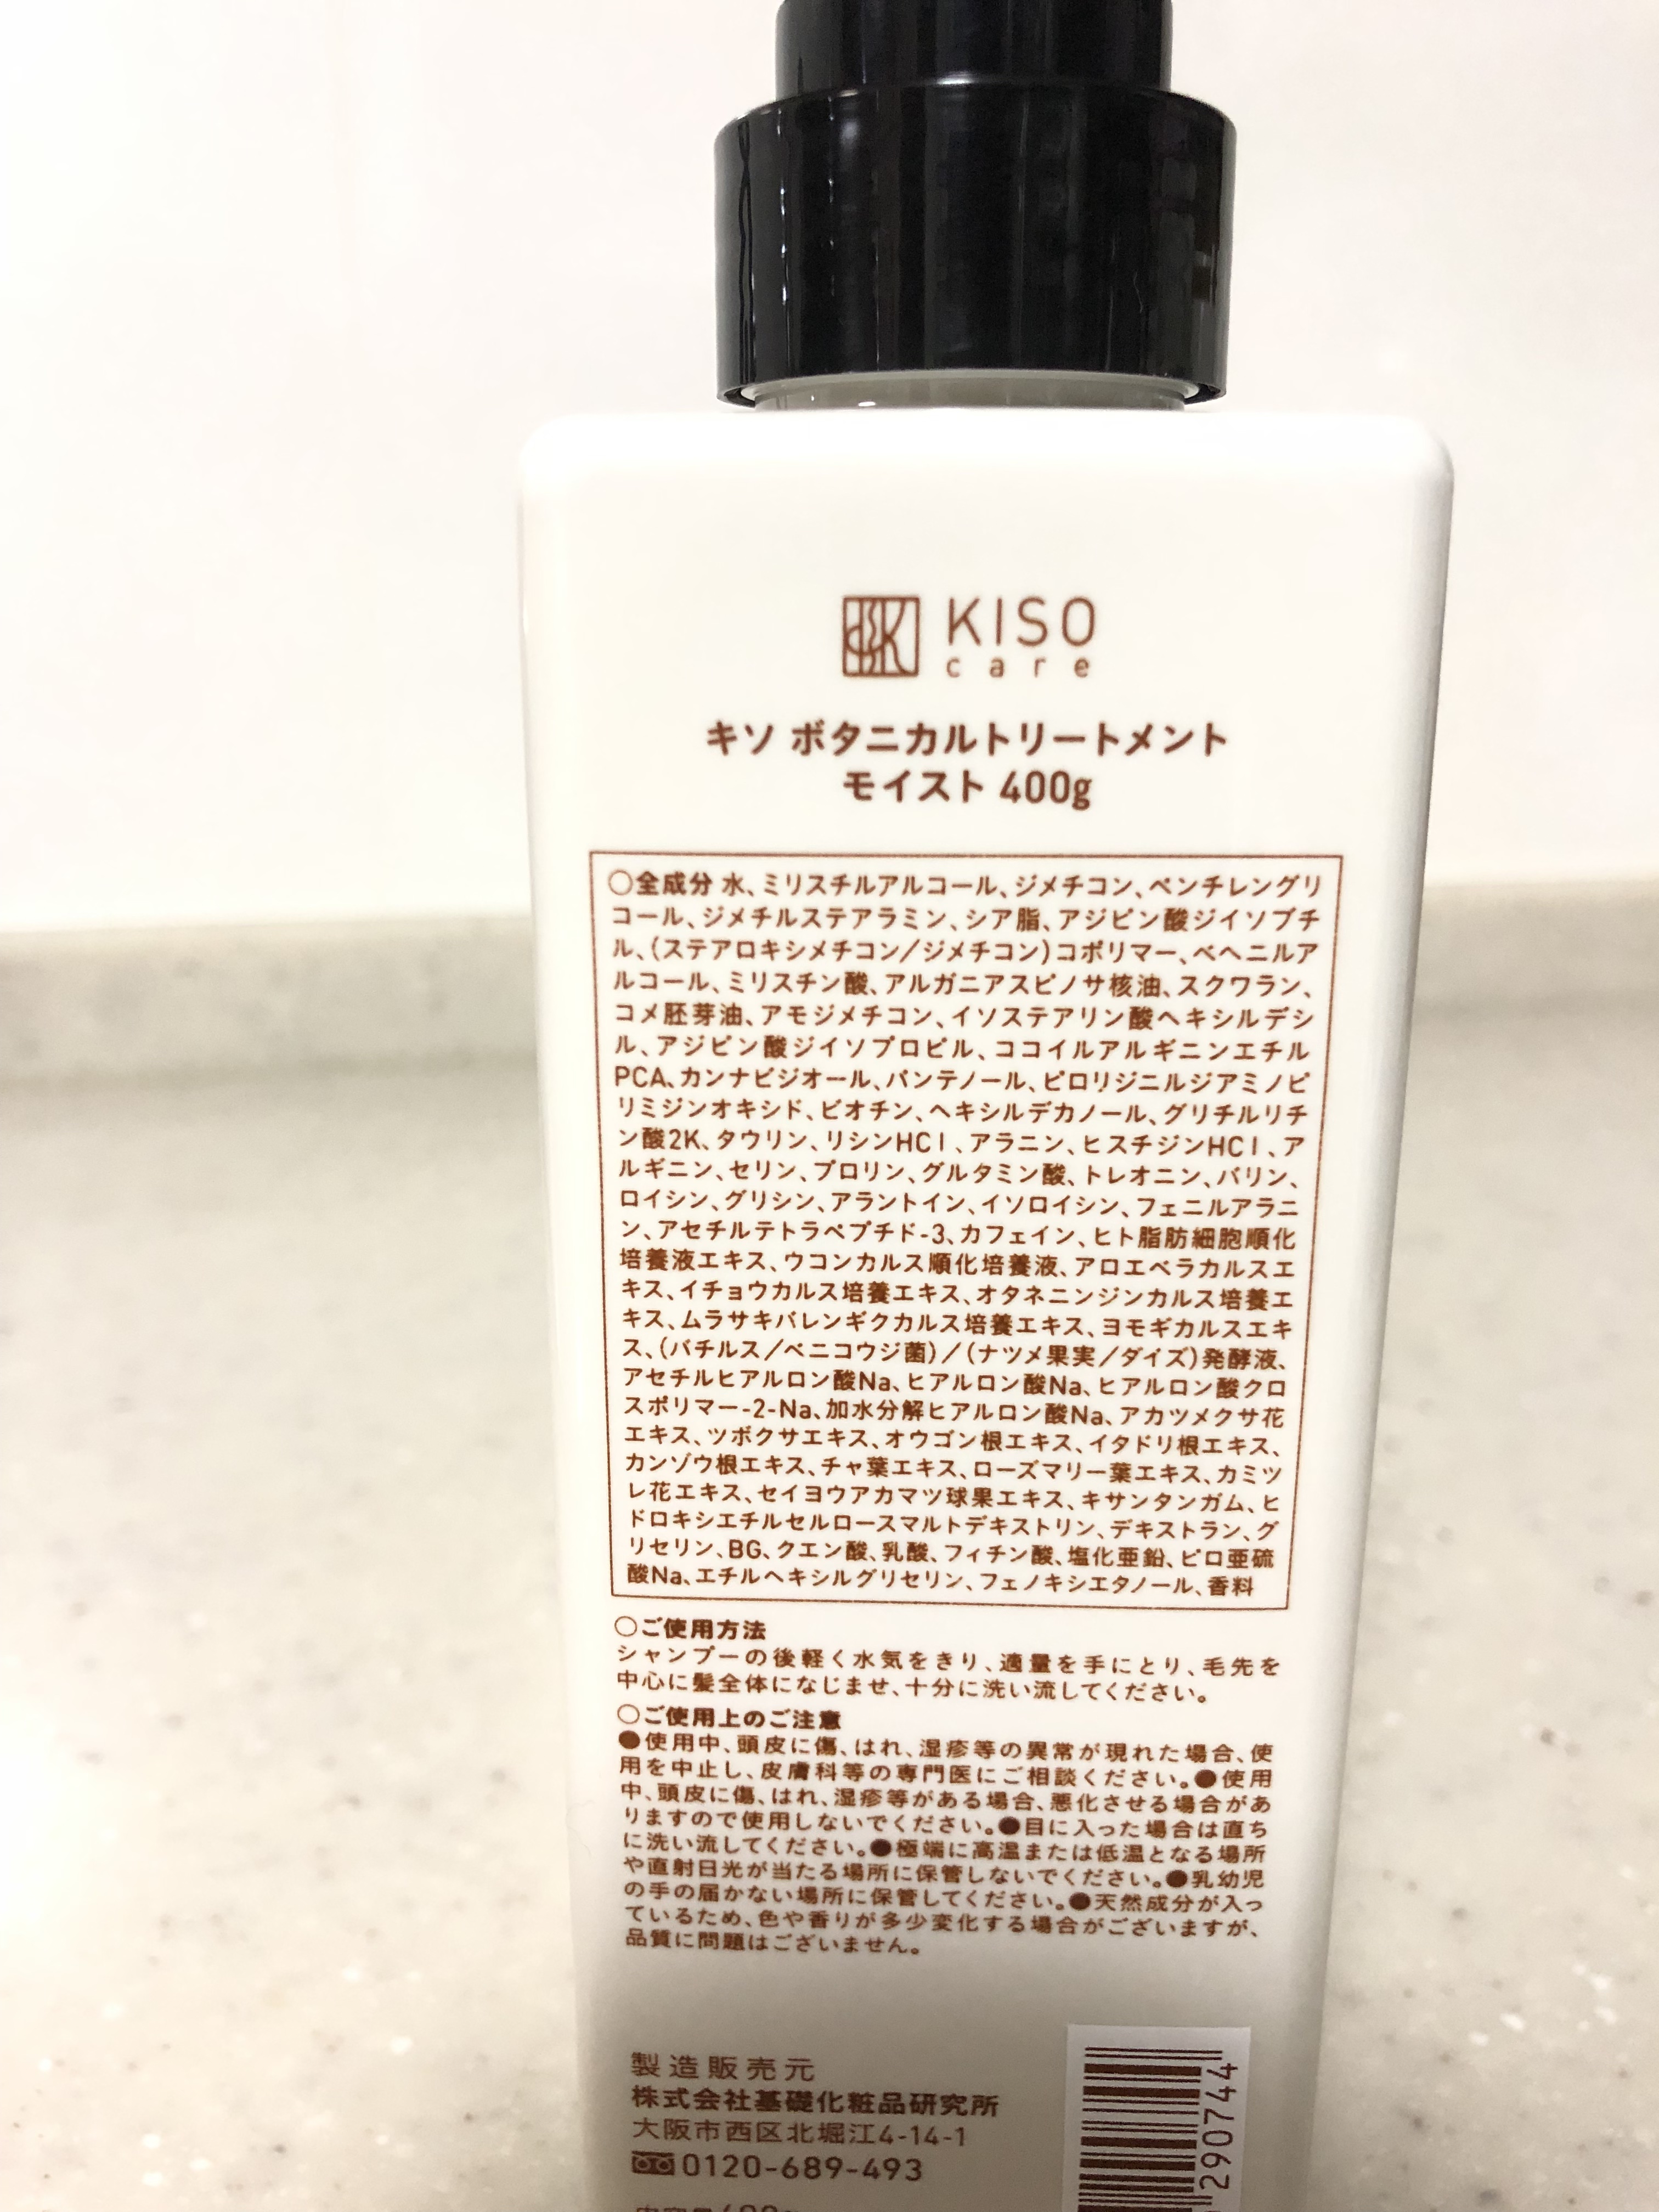 KISO
care
キソ ボタニカルトリートメント
モイスト 400g
○全成分 水、ミリスチルアルコール、ジメチコン、ペンチレングリ
コール、ジメチルステアラミン、シア脂、アジピン酸ジイソブチ
ル、(ステアロキシメチコン/ジメチコン)コポリマー、ベヘニルア
ルコール、ミリスチン酸、アルガニアスピノサ核油、スクワラン、
コメ胚芽油、アモジメチコン、イソステアリン酸ヘキシルデシ
ル、アジピン酸ジイソプロピル、ココイルアルギニンエチル
PCA、カンナビジオール、パンテノール、ピロリジニルジアミノピ
リミジンオキシド、ビオチン、ヘキシルデカノール、グリチルリチ
ン酸2K、タウリン、リシンHCl、アラニン、ヒスチジンHCl、ア
ルギニン、セリン、プロリン、グルタミン酸、トレオニン、バリン、
ロイシン、グリシン、アラントイン、イソロイシン、フェニルアラニ
ン、アセチルテトラペプチド-3、カフェイン、ヒト脂肪細胞順化
培養液エキス、ウコンカルス順化培養液、アロエベラカルスエ
キス、イチョウカルス培養エキス、オタネニンジンカルス培養エ
キス、ムラサキバレンギクカルス培養エキス、ヨモギカルスエキ
ス、(バチルス/ベニコウジ菌)/(ナツメ果実/ダイズ)発酵液、
アセチルヒアルロン酸Na、ヒアルロン酸Na、ヒアルロン酸クロ
スポリマー-2-Na、加水分解ヒアルロン酸Na、アカツメクサ花
エキス、ツボクサエキス、オウゴン根エキス、イタドリ根エキス、
カンゾウ根エキス、チャ葉エキス、ローズマリー葉エキス、カミツ
レ花エキス、セイヨウアカマツ球果エキス、キサンタンガム、ヒ
ドロキシエチルセルロースマルトデキストリン、デキストラン、グ
リセリン、BG、クエン酸、乳酸、フィチン酸、塩化亜鉛、ピロ亜硫
酸Na、エチルヘキシルグリセリン、フェノキシエタノール、香料
○ご使用方法
シャンプーの後軽く水気をきり、適量を手にとり、毛先を
中心に髪全体になじませ、十分に洗い流してください。
○ご使用上のご注意
●使用中、頭皮に傷、はれ、湿疹等の異常が現れた場合、使
用を中止し、皮膚科等の専門医にご相談ください。●使用
中、頭皮に傷、はれ、湿疹等がある場合、悪化させる場合があ
りますので使用しないでください。●目に入った場合は直ち
に洗い流してください。●極端に高温または低温となる場所
や直射日光が当たる場所に保管しないでください。●乳幼児
の手の届かない場所に保管してください。●天然成分が入っ
ているため、色や香りが多少変化する場合がございますが、
品質に問題はございません。
製造販売元
株式会社基礎化粧品研究所
大阪市西区北堀江4-14-1
0120-689-493
290744